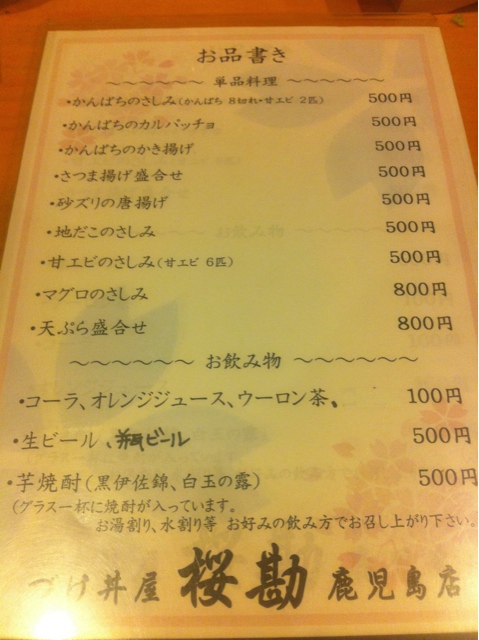 お品書き
〜〜〜〜〜〜 単品料理 〜〜〜〜〜〜
・かんぱちのさしみ(かんぱち 8切れ・甘エビ 2匹) 500円
・かんぱちのカルパッチョ 500円
・かんぱちのかき揚げ 500円
・さつま揚げ盛合せ 500円
・砂ズリの唐揚げ 500円
・地だこのさしみ 500円
・甘エビのさしみ(甘エビ 6匹) 500円
・マグロのさしみ 800円
・天ぷら盛合せ 800円
〜〜〜〜〜〜 お飲み物 〜〜〜〜〜〜
・コーラ、オレンジジュース、ウーロン茶、 100円
・生ビール、瓶ビール 500円
・芋焼酎(黒伊佐錦、白玉の露) 500円
(グラス一杯に焼酎が入っています。
お湯割り、水割り等 お好みの飲み方でお召し上がり下さい。
づけ丼屋 桜勘 鹿児島店